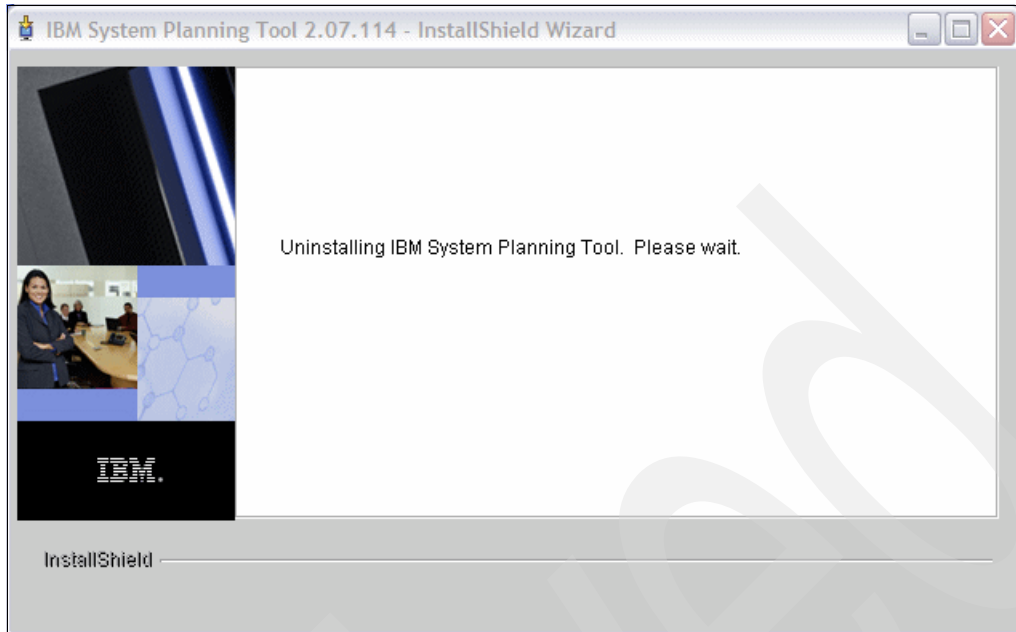 IBM System Planning Tool 2.07.114 - InstallShield Wizard
Uninstalling IBM System Planning Tool. Please wait.
IBM.
InstallShield